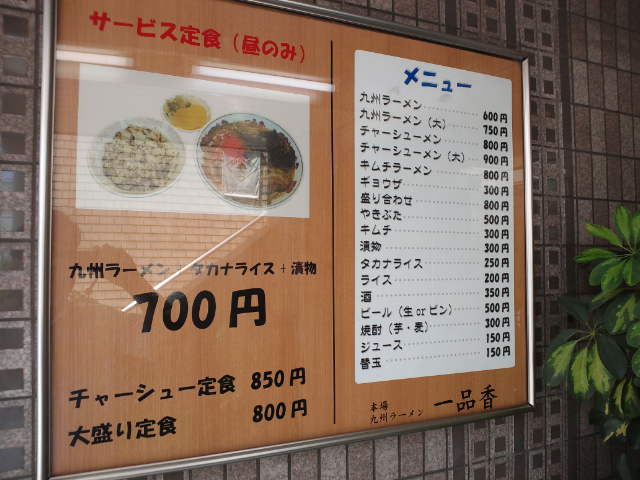 サービス定食（昼のみ）
九州ラーメン タカナライス + 漬物
700円
チャーシュー定食 850円
大盛り定食 800円
メニュー
九州ラーメン 600円
九州ラーメン（大） 750円
チャーシューメン 800円
チャーシューメン（大） 900円
キムチラーメン 800円
ギョウザ 300円
盛り合わせ 800円
やきぶた 500円
キムチ 300円
漬物 300円
タカナライス 250円
ライス 200円
酒 350円
ビール（生orビン） 500円
焼酎（芋・麦） 300円
ジュース 150円
替玉 150円
本場
九州ラーメン 一品香